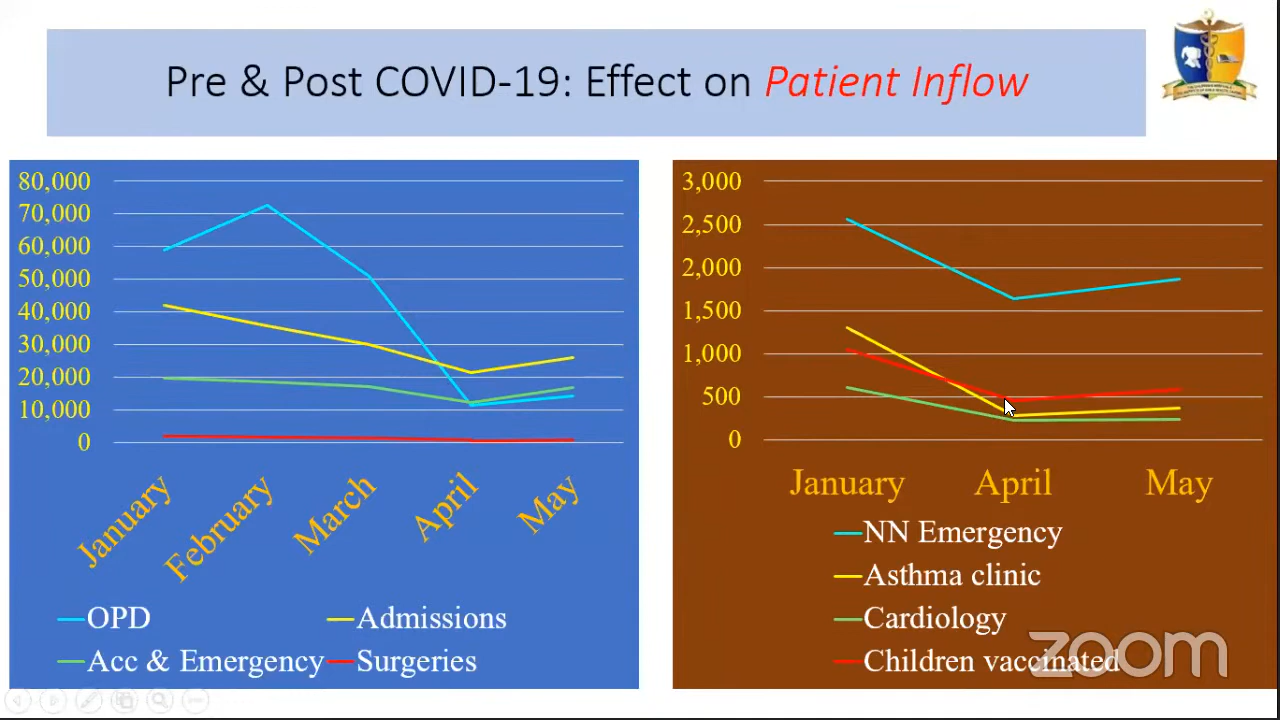 Pre & Post COVID-19: Effect on Patient Inflow
80,000
70,000
60,000
50,000
40,000
30,000
20,000
10,000
0
January
February
March
April
May
OPD
Admissions
Acc & Emergency
Surgeries
3,000
2,500
2,000
1,500
1,000
500
0
January
April
May
NN Emergency
Asthma clinic
Cardiology
Children vaccinated
zoom